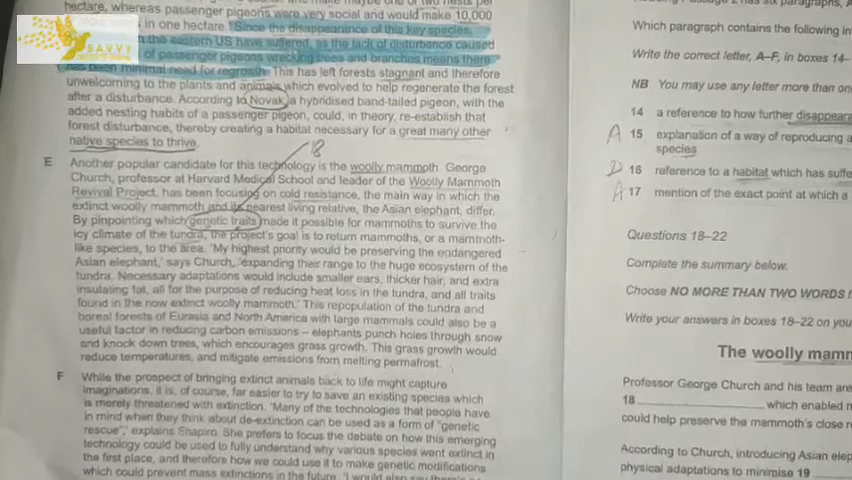 hectare, whereas passenger pigeons were very social and would make 10,000
in one hectare. 'Since the disappearance of this key species,
the eastern US have suffered, as the lack of disturbance caused
of passenger pigeons wrecking trees and branches means there
has been minimal need for regrowth.' This has left forests stagnant and therefore
unwelcoming to the plants and animals which evolved to help regenerate the forest
after a disturbance. According to Novak, a hybridised band-tailed pigeon, with the
added nesting habits of a passenger pigeon, could, in theory, re-establish that
forest disturbance, thereby creating a habitat necessary for a great many other
native species to thrive.
18
E Another popular candidate for this technology is the woolly mammoth. George
Church, professor at Harvard Medical School and leader of the Woolly Mammoth
Revival Project, has been focusing on cold resistance, the main way in which the
extinct woolly mammoth and its nearest living relative, the Asian elephant, differ.
By pinpointing which genetic traits made it possible for mammoths to survive the
icy climate of the tundra, the project's goal is to return mammoths, or a mammoth-
like species, to the area. 'My highest priority would be preserving the endangered
Asian elephant,' says Church, 'expanding their range to the huge ecosystem of the
tundra. Necessary adaptations would include smaller ears, thicker hair, and extra
insulating fat, all for the purpose of reducing heat loss in the tundra, and all traits
found in the now extinct woolly mammoth.' This repopulation of the tundra and
boreal forests of Eurasia and North America with large mammals could also be a
useful factor in reducing carbon emissions – elephants punch holes through snow
and knock down trees, which encourages grass growth. This grass growth would
reduce temperatures, and mitigate emissions from melting permafrost.
F While the prospect of bringing extinct animals back to life might capture
imaginations, it is, of course, far easier to try to save an existing species which
is merely threatened with extinction. 'Many of the technologies that people have
in mind when they think about de-extinction can be used as a form of "genetic
rescue",' explains Shapiro. She prefers to focus the debate on how this emerging
technology could be used to fully understand why various species went extinct in
the first place, and therefore how we could use it to make genetic modifications
which could prevent mass extinctions in the future. 'I would also say there's
SAVVY
Which paragraph contains the following
Write the correct letter, A–F, in boxes 14–
NB You may use any letter more than
14 a reference to how further disappear
A 15 explanation of a way of reproducing a
species
D 16 reference to a habitat which has suffe
A 17 mention of the exact point at which a
Questions 18–22
Complete the summary below.
Choose NO MORE THAN TWO WORDS
Write your answers in boxes 18–22 on
The woolly mamm
Professor George Church and his team are
18 which enabled
could help preserve the mammoth's close
According to Church, introducing Asian
physical adaptations to minimise 19